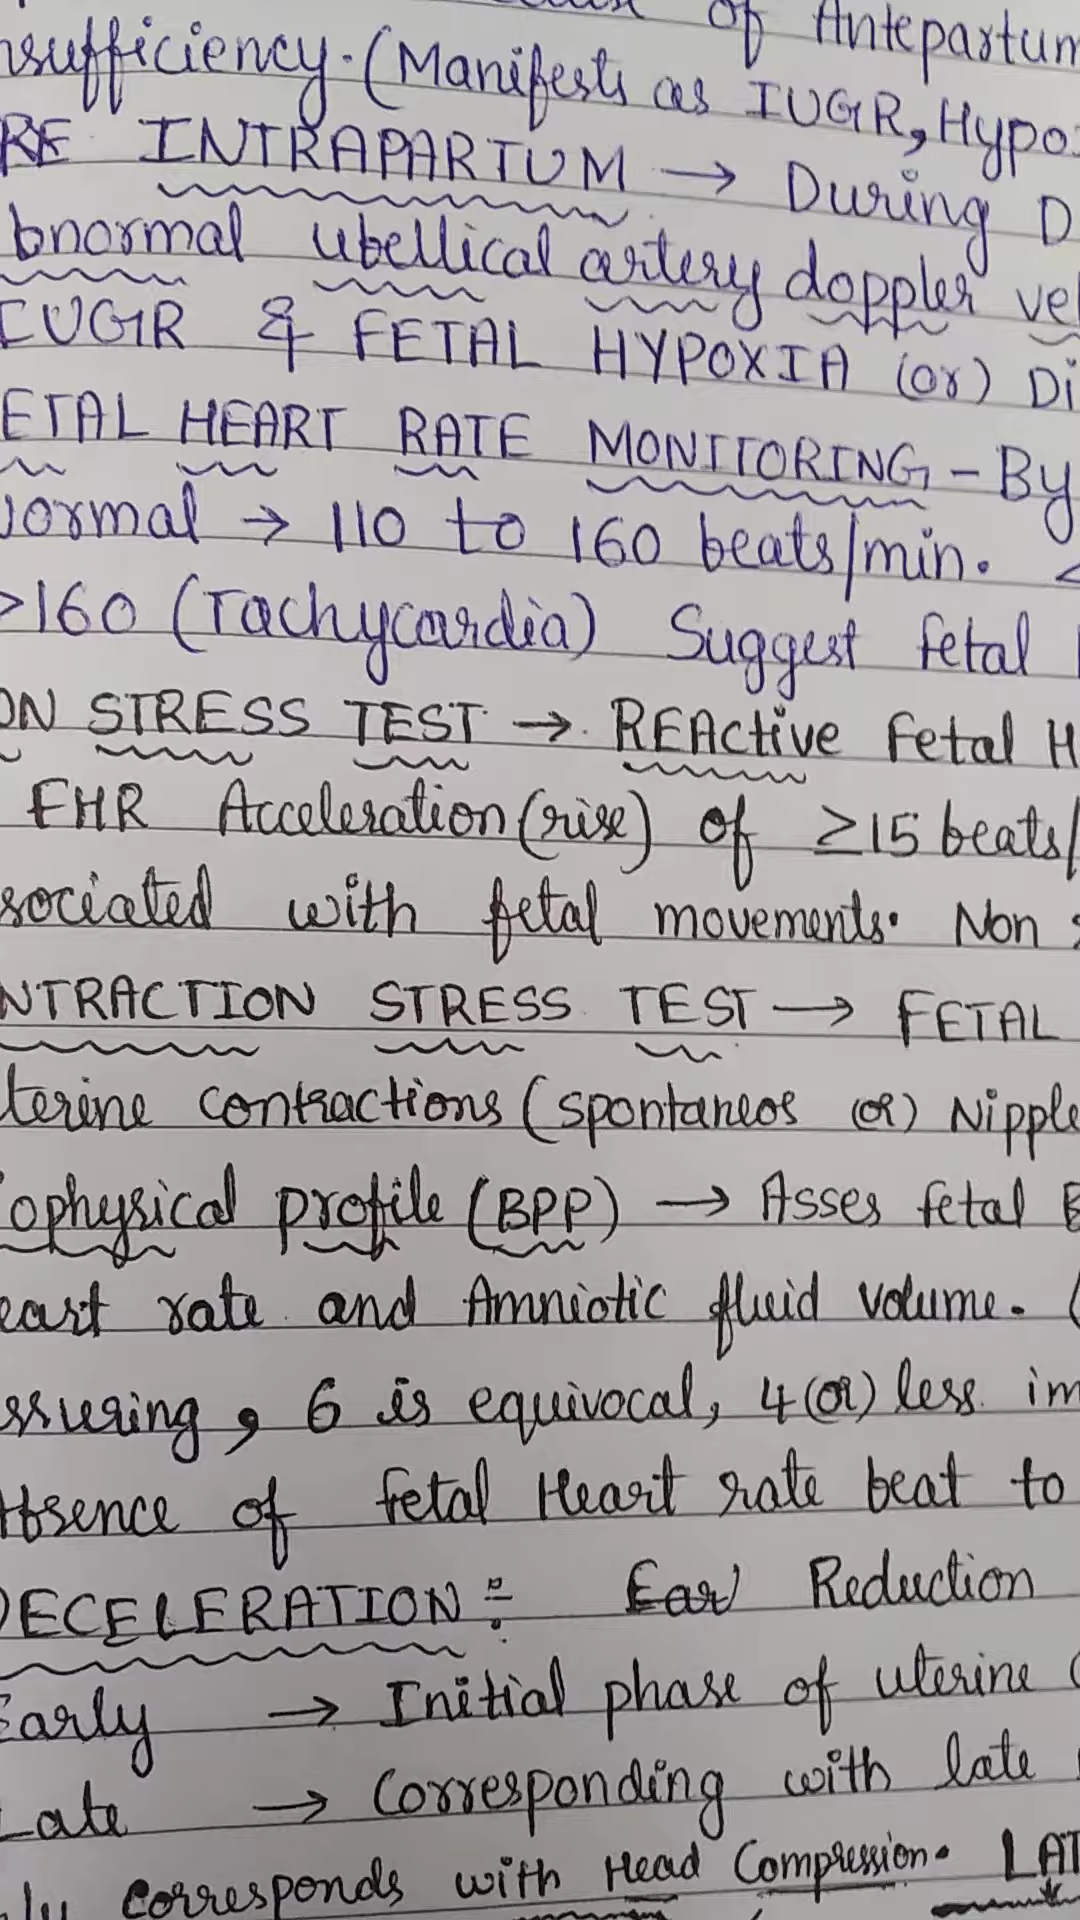 of Antepartum
nsufficiency. (Manifests as IUGR, Hypo
RE INTRAPARTUM → During D
bnormal ubellical artery doppler ve
IUGR & FETAL HYPOXIA (or) Di
ETAL HEART RATE MONITORING - By
Normal → 110 to 160 beats/min. <
>160 (Tachycardia) Suggest fetal
ON STRESS TEST → REActive Fetal H
FHR Acceleration (rise) of ≥15 beats/
sociated with fetal movements. Non s
NTRACTION STRESS TEST → FETAL
terine contractions (spontaneos (or) Nipple
iophysical profile (BPP) → Asses fetal B
eart rate and Amniotic fluid volume. (
ssuring, 6 is equivocal, 4 (or) less im
Absence of fetal Heart rate beat to
DECELERATION :- Ear Reduction
Early → Initial phase of uterine C
Late → Corresponding with late
ly corresponds with Head Compression. LAT